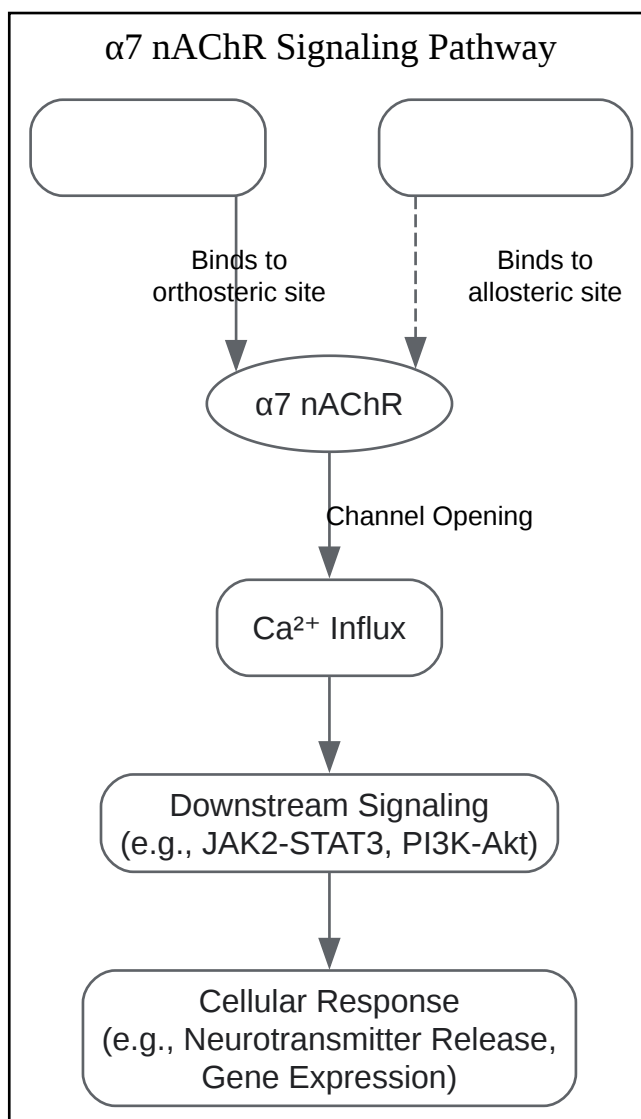 α7 nAChR Signaling Pathway
Binds to
orthosteric site
Binds to
allosteric site
α7 nAChR
Channel Opening
Ca²⁺ Influx
Downstream Signaling
(e.g., JAK2-STAT3, PI3K-Akt)
Cellular Response
(e.g., Neurotransmitter Release,
Gene Expression)